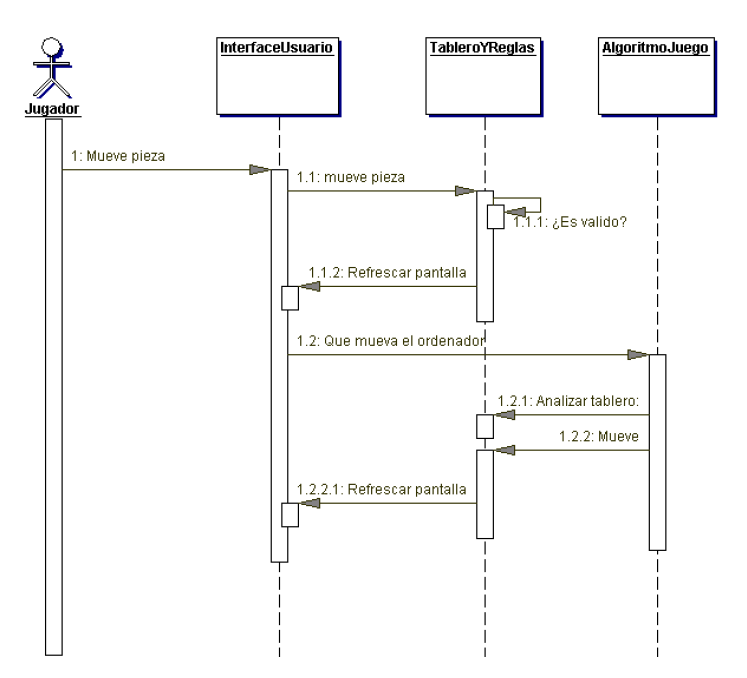 InterfaceUsuario
TableroYReglas
AlgoritmoJuego
Jugador
1: Mueve pieza
1.1: mueve pieza
1.1.1: ¿Es valido?
1.1.2: Refrescar pantalla
1.2: Que mueva el ordenador
1.2.1: Analizar tablero:
1.2.2: Mueve
1.2.2.1: Refrescar pantalla